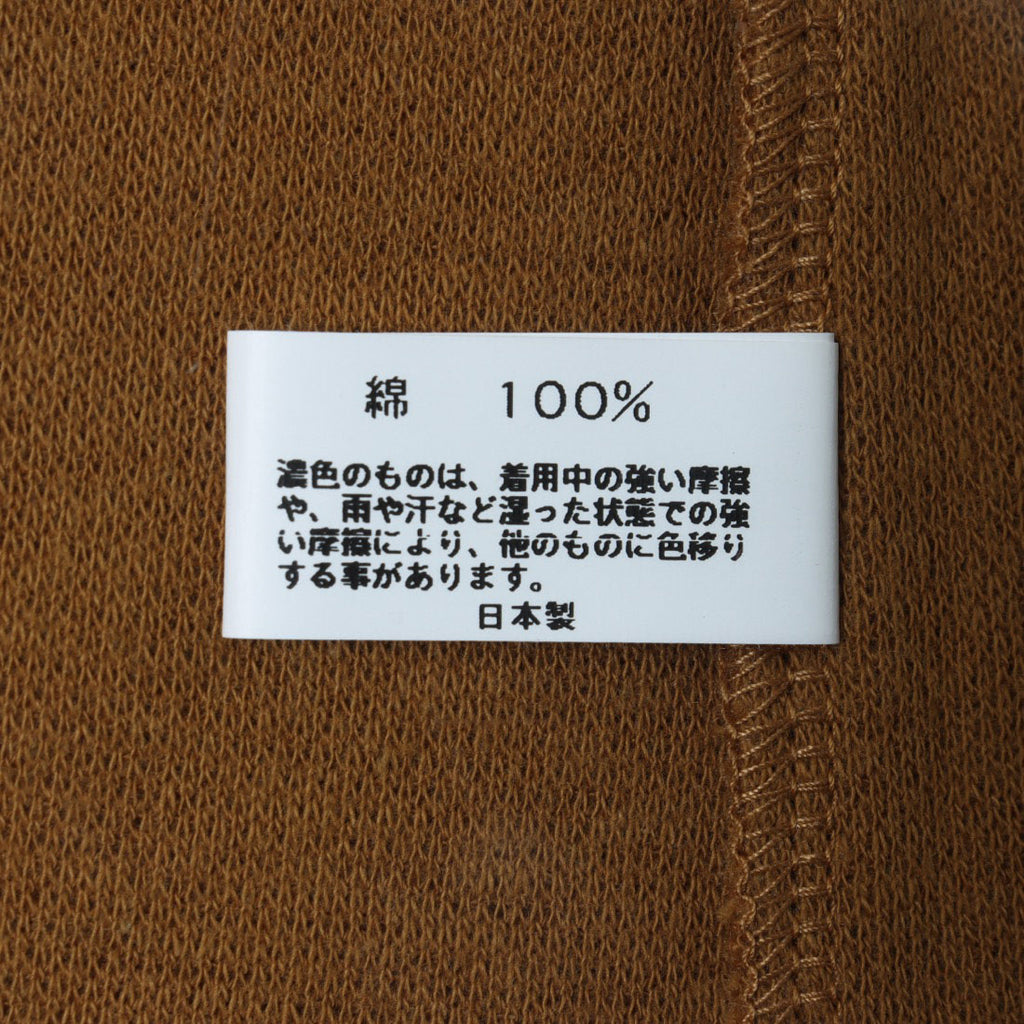 綿 100%
濃色のものは、着用中の強い摩擦
や、雨や汗など湿った状態での強
い摩擦により、他のものに色移り
する事があります。
日本製